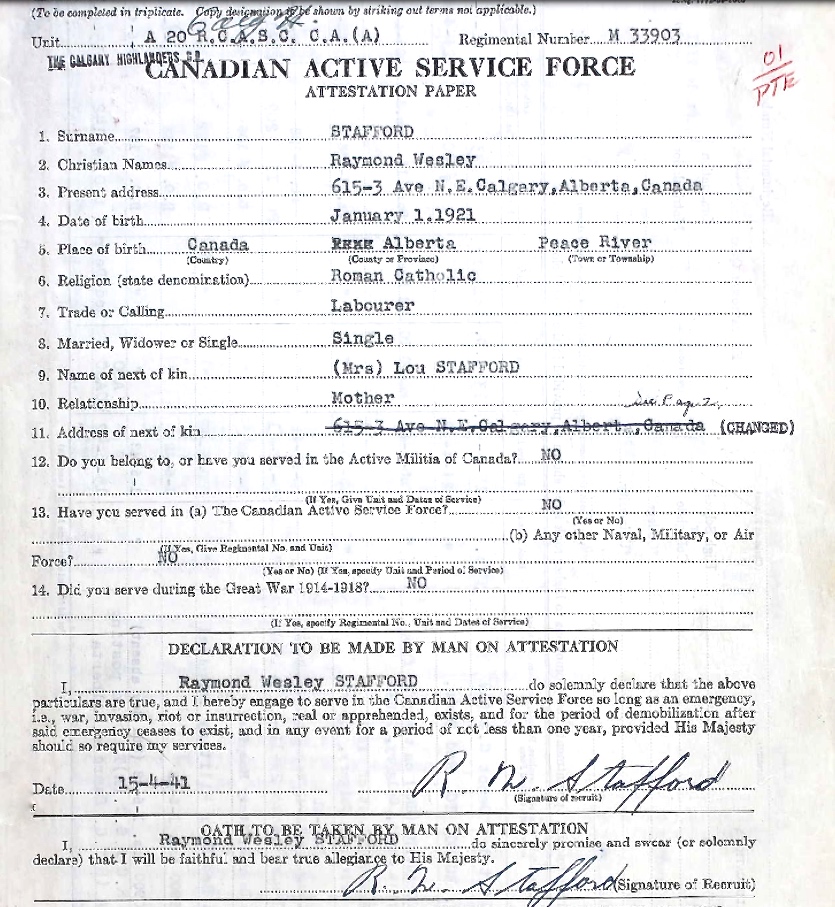 (To be completed in triplicate. Copy designation to be shown by striking out terms not applicable.)
Unit A 20 R.C.A.S.C. C.A.(A) Regimental Number M 33903
THE CALGARY HIGHLANDERS
01
PTE
CANADIAN ACTIVE SERVICE FORCE
ATTESTATION PAPER
1. Surname STAFFORD
2. Christian Names Raymond Wesley
3. Present address 615-3 Ave N.E.Calgary,Alberta,Canada
4. Date of birth January 1.1921
5. Place of birth Canada Alberta Peace River
(Country) (County or Province) (Town or Township)
6. Religion (state denomination) Roman Catholic
7. Trade or Calling Labourer
8. Married, Widower or Single Single
9. Name of next of kin (Mrs) Lou STAFFORD
10. Relationship Mother
11. Address of next of kin 615-3 Ave N.E.Calgary,Albert ,Canada (CHANGED)
12. Do you belong to, or have you served in the Active Militia of Canada? NO
(If Yes, Give Unit and Dates of Service)
13. Have you served in (a) The Canadian Active Service Force? NO
(Yes or No)
(b) Any other Naval, Military, or Air
(If Yes, Give Regimental No. and Unit)
Force? NO
(Yes or No) (If Yes, specify Unit and Period of Service)
14. Did you serve during the Great War 1914-1918? NO
(If Yes, specify Regimental No., Unit and Dates of Service)
DECLARATION TO BE MADE BY MAN ON ATTESTATION
I, Raymond Wesley STAFFORD do solemnly declare that the above
particulars are true, and I hereby engage to serve in the Canadian Active Service Force so long as an emergency,
i.e., war, invasion, riot or insurrection, real or apprehended, exists, and for the period of demobilization after
said emergency ceases to exist, and in any event for a period of not less than one year, provided His Majesty
should so require my services.
Date 15-4-41 R. W. Stafford
(Signature of recruit)
OATH TO BE TAKEN BY MAN ON ATTESTATION
I, Raymond Wesley STAFFORD do sincerely promise and swear (or solemnly
declare) that I will be faithful and bear true allegiance to His Majesty.
R. W. Stafford (Signature of Recruit)